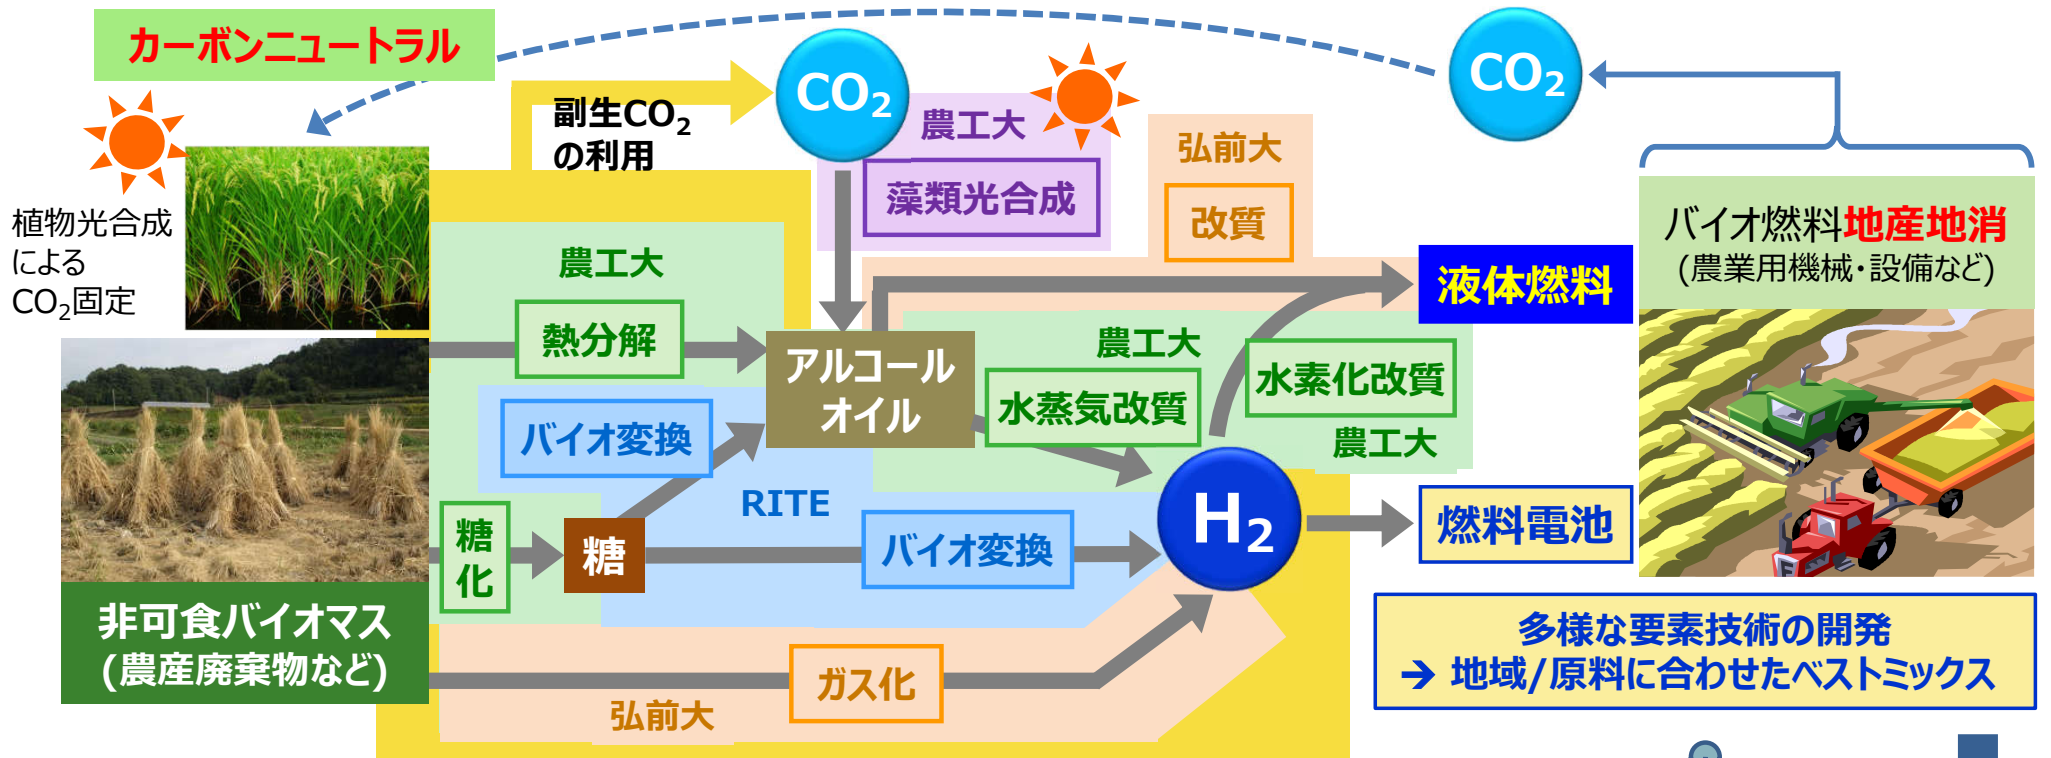 カーボンニュートラル
CO₂
CO₂
副生CO₂
の利用
農工大
藻類光合成
弘前大
改質
植物光合成
による
CO₂固定
農工大
熱分解
アルコール
オイル
農工大
水蒸気改質
水素化改質
農工大
液体燃料
バイオ燃料地産地消
(農業用機械・設備など)
バイオ変換
RITE
糖
化
糖
バイオ変換
H₂
燃料電池
非可食バイオマス
(農産廃棄物など)
ガス化
弘前大
多様な要素技術の開発
➔ 地域/原料に合わせたベストミックス